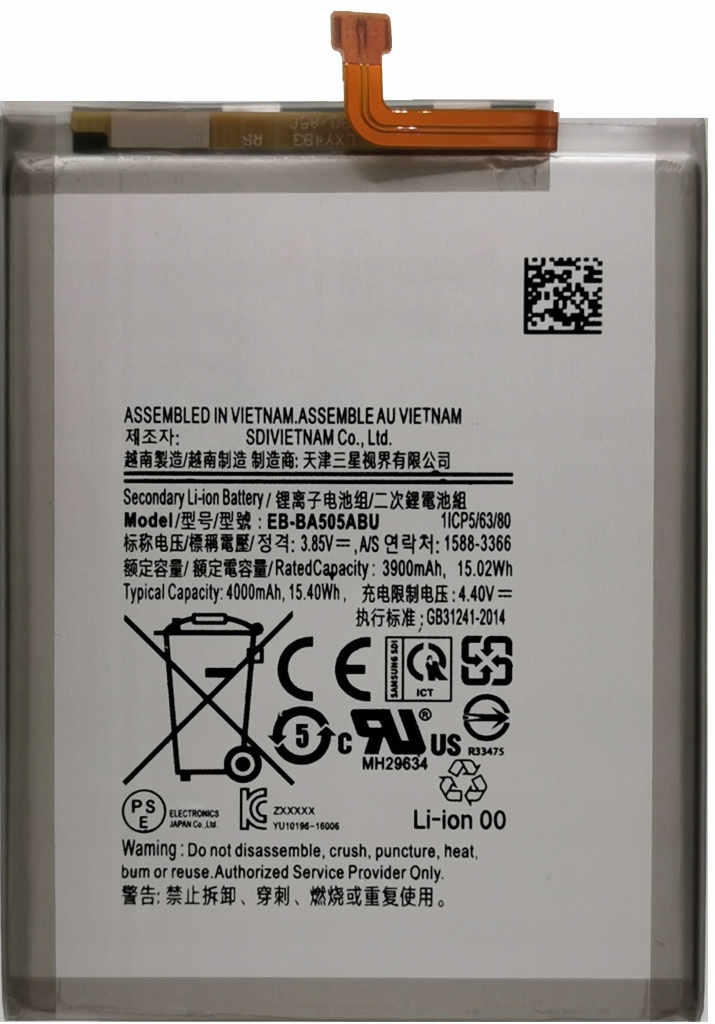 LXY493 RS
ASSEMBLED IN VIETNAM.ASSEMBLE AU VIETNAM
제조자: SDIVIETNAM Co., Ltd.
越南製造/越南制造 制造商: 天津三星视界有限公司
Secondary Li-ion Battery / 锂离子电池组/二次鋰電池組
Model/型号/型號 : EB-BA505ABU 1ICP5/63/80
标称电压/標稱電壓/정격: 3.85V⎓,A/S 연락처: 1588-3366
额定容量/ 額定電容量/RatedCapacity : 3900mAh, 15.02Wh
Typical Capacity: 4000mAh, 15.40Wh, 充电限制电压: 4.40V⎓
执行标准: GB31241-2014
CE
SAMSUNG SDI
ICT
5
c RU ® US
MH29634
R33475
PSE
ELECTRONICS
JAPAN Co., Ltd.
KC
ZXXXXX
YU10196-16006
Li-ion 00
Waming : Do not disassemble, crush, puncture, heat,
bum or reuse.Authorized Service Provider Only.
警告: 禁止拆卸、穿刺、燃烧或重复使用。